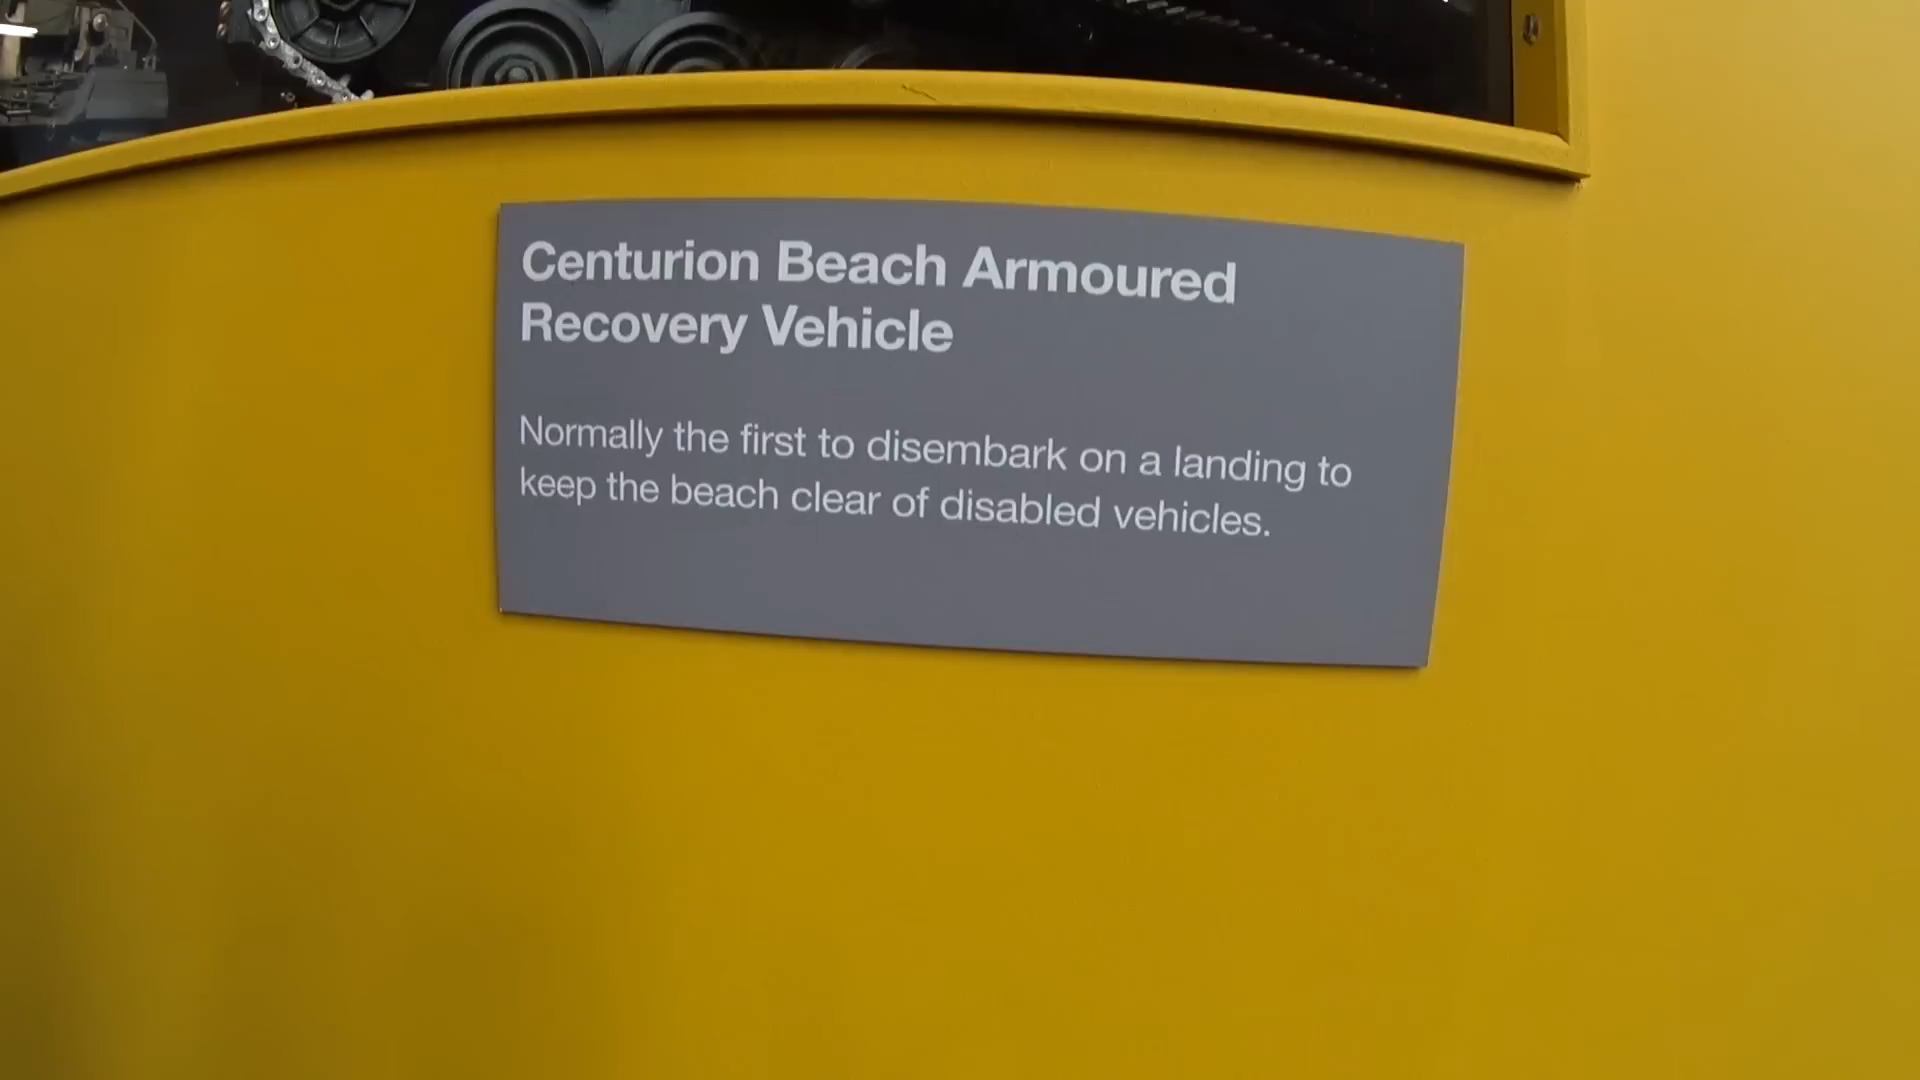 Centurion Beach Armoured
Recovery Vehicle
Normally the first to disembark on a landing to
keep the beach clear of disabled vehicles.